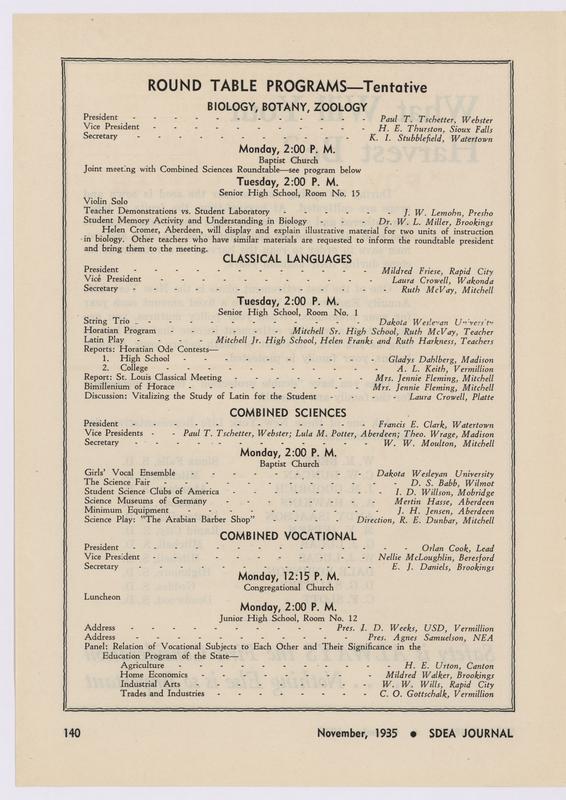 ROUND TABLE PROGRAMS—Tentative
BIOLOGY, BOTANY, ZOOLOGY
President - - - - - - - - - - - - Paul T. Tschetter, Webster
Vice President - - - - - - - - - - - - H. E. Thurston, Sioux Falls
Secretary - - - - - - - - - - - - K. I. Stubblefield, Watertown
Monday, 2:00 P. M.
Baptist Church
Joint meeting with Combined Sciences Roundtable—see program below
Tuesday, 2:00 P. M.
Senior High School, Room No. 15
Violin Solo
Teacher Demonstrations vs. Student Laboratory - - - - - - J. W. Lemohn, Presho
Student Memory Activity and Understanding in Biology - - - - Dr. W. L. Miller, Brookings
Helen Cromer, Aberdeen, will display and explain illustrative material for two units of instruction
in biology. Other teachers who have similar materials are requested to inform the roundtable president
and bring them to the meeting.
CLASSICAL LANGUAGES
President - - - - - - - - - - - - Mildred Friese, Rapid City
Vice President - - - - - - - - - - - - Laura Crowell, Wakonda
Secretary - - - - - - - - - - - - Ruth McVay, Mitchell
Tuesday, 2:00 P. M.
Senior High School, Room No. 1
String Trio - - - - - - - - - - - - Dakota Wesleyan University
Horatian Program - - - - - Mitchell Sr. High School, Ruth McVay, Teacher
Latin Play - - - Mitchell Jr. High School, Helen Franks and Ruth Harkness, Teachers
Reports: Horatian Ode Contests—
1. High School - - - - - - - - - - Gladys Dahlberg, Madison
2. College - - - - - - - - - - A. L. Keith, Vermillion
Report: St. Louis Classical Meeting - - - - - - Mrs. Jennie Fleming, Mitchell
Bimillenium of Horace - - - - - - - - Mrs. Jennie Fleming, Mitchell
Discussion: Vitalizing the Study of Latin for the Student - - - - Laura Crowell, Platte
COMBINED SCIENCES
President - - - - - - - - - - - - Francis E. Clark, Watertown
Vice Presidents - - Paul T. Tschetter, Webster; Lula M. Potter, Aberdeen; Theo. Wrage, Madison
Secretary - - - - - - - - - - - - W. W. Moulton, Mitchell
Monday, 2:00 P. M.
Baptist Church
Girls' Vocal Ensemble - - - - - - - - Dakota Wesleyan University
The Science Fair - - - - - - - - - - D. S. Babb, Wilmot
Student Science Clubs of America - - - - - - - I. D. Willson, Mobridge
Science Museums of Germany - - - - - - - - Mertin Hasse, Aberdeen
Minimum Equipment - - - - - - - - - - J. H. Jensen, Aberdeen
Science Play: "The Arabian Barber Shop" - - - - Direction, R. E. Dunbar, Mitchell
COMBINED VOCATIONAL
President - - - - - - - - - - - - Orlan Cook, Lead
Vice President - - - - - - - - - - Nellie McLoughlin, Beresford
Secretary - - - - - - - - - - - - E. J. Daniels, Brookings
Monday, 12:15 P. M.
Congregational Church
Luncheon
Monday, 2:00 P. M.
Junior High School, Room No. 12
Address - - - - - - - - - - Pres. I. D. Weeks, USD, Vermillion
Address - - - - - - - - - - Pres. Agnes Samuelson, NEA
Panel: Relation of Vocational Subjects to Each Other and Their Significance in the
Education Program of the State—
Agriculture - - - - - - - - - - H. E. Urton, Canton
Home Economics - - - - - - - - Mildred Walker, Brookings
Industrial Arts - - - - - - - - - W. W. Wills, Rapid City
Trades and Industries - - - - - - - - C. O. Gottschalk, Vermillion
140 November, 1935 ● SDEA JOURNAL